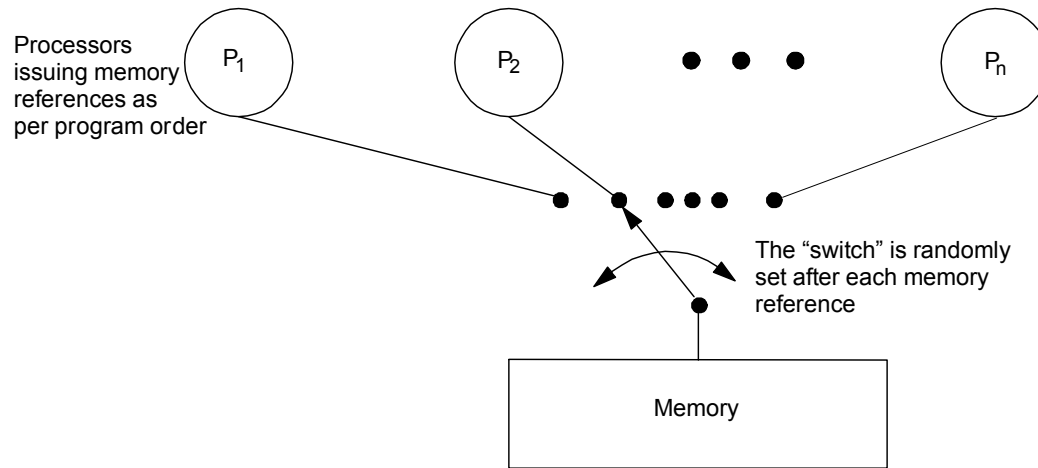 Processors
issuing memory
references as
per program order
P1
P2
Pn
The “switch” is randomly
set after each memory
reference
Memory